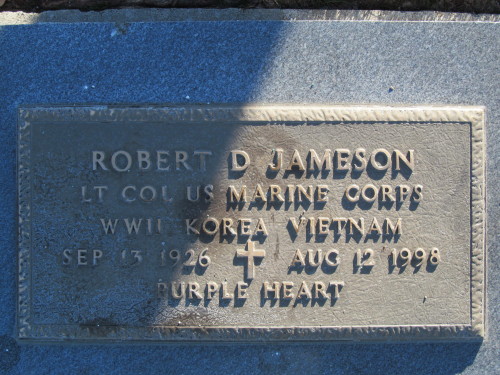 ROBERT D JAMESON
LT COL US MARINE CORPS
WWII KOREA VIETNAM
SEP 13 1926 AUG 12 1998
PURPLE HEART